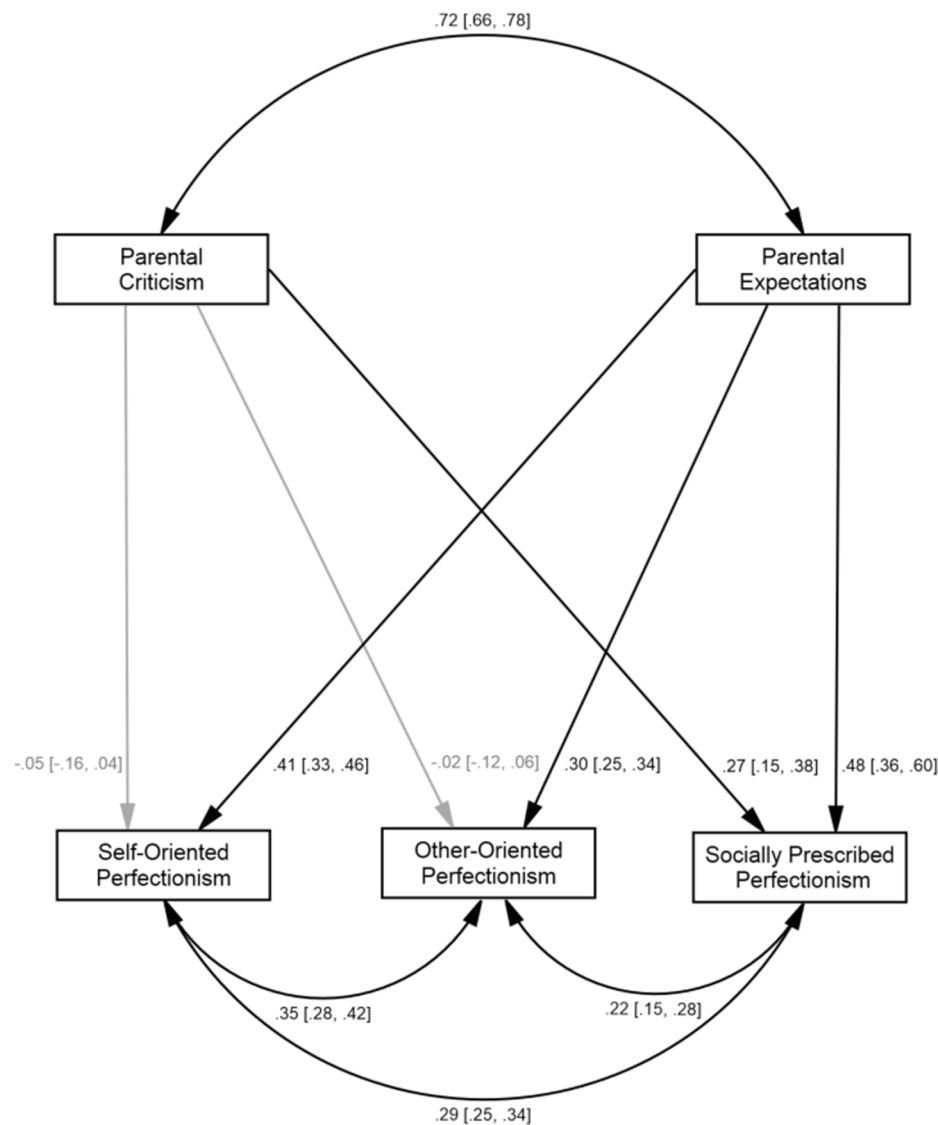 .72 [.66, .78]
Parental
Criticism
Parental
Expectations
-.05 [-.16, .04]
.41 [.33, .46]
-.02 [-.12, .06]
.30 [.25, .34]
.27 [.15, .38]
.48 [.36, .60]
Self-Oriented
Perfectionism
Other-Oriented
Perfectionism
Socially Prescribed
Perfectionism
.35 [.28, .42]
.22 [.15, .28]
.29 [.25, .34]